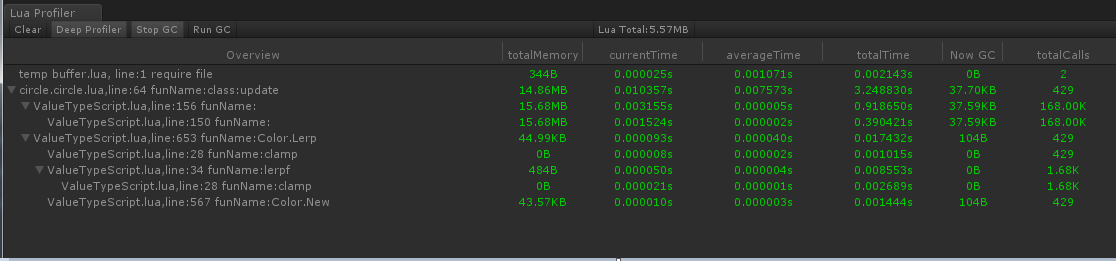 Lua Profiler
Clear Deep Profiler Stop GC Run GC Lua Total:5.57MB
Overview totalMemory currentTime averageTime totalTime Now GC totalCalls
temp buffer.lua, line:1 require file 344B 0.000025s 0.001071s 0.002143s 0B 2
circle.circle.lua,line:64 funName:class:update 14.86MB 0.010357s 0.007573s 3.248830s 37.70KB 429
ValueTypeScript.lua,line:156 funName: 15.68MB 0.003155s 0.000005s 0.918650s 37.59KB 168.00K
ValueTypeScript.lua,line:150 funName: 15.68MB 0.001524s 0.000002s 0.390421s 37.59KB 168.00K
ValueTypeScript.lua,line:653 funName:Color.Lerp 44.99KB 0.000093s 0.000040s 0.017432s 104B 429
ValueTypeScript.lua,line:28 funName:clamp 0B 0.000008s 0.000002s 0.001015s 0B 429
ValueTypeScript.lua,line:34 funName:lerpf 484B 0.000050s 0.000004s 0.008553s 0B 1.68K
ValueTypeScript.lua,line:28 funName:clamp 0B 0.000021s 0.000001s 0.002689s 0B 1.68K
ValueTypeScript.lua,line:567 funName:Color.New 43.57KB 0.000010s 0.000003s 0.001444s 104B 429